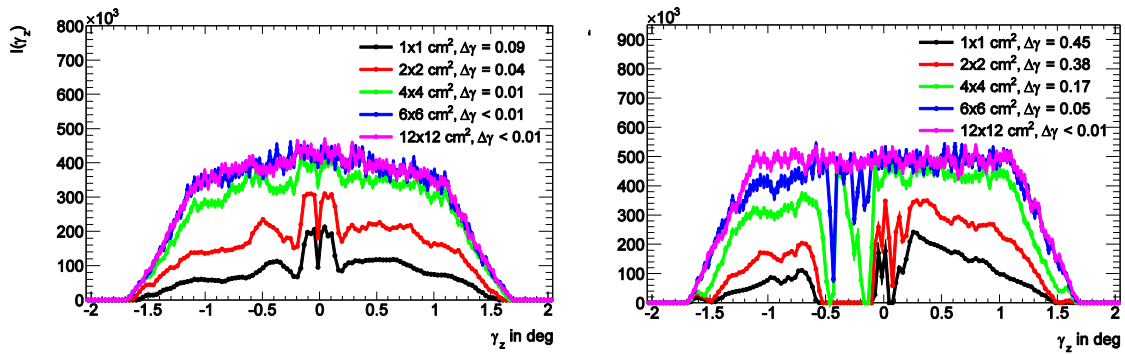 ×10³
I(γz)
800
700
600
500
400
300
200
100
0
1x1 cm², Δγ = 0.09
2x2 cm², Δγ = 0.04
4x4 cm², Δγ = 0.01
6x6 cm², Δγ < 0.01
12x12 cm², Δγ < 0.01
-2 -1.5 -1 -0.5 0 0.5 1 1.5 2
γz in deg
×10³
900
800
700
600
500
400
300
200
100
0
1x1 cm², Δγ = 0.45
2x2 cm², Δγ = 0.38
4x4 cm², Δγ = 0.17
6x6 cm², Δγ = 0.05
12x12 cm², Δγ < 0.01
-2 -1.5 -1 -0.5 0 0.5 1 1.5 2
γz in deg